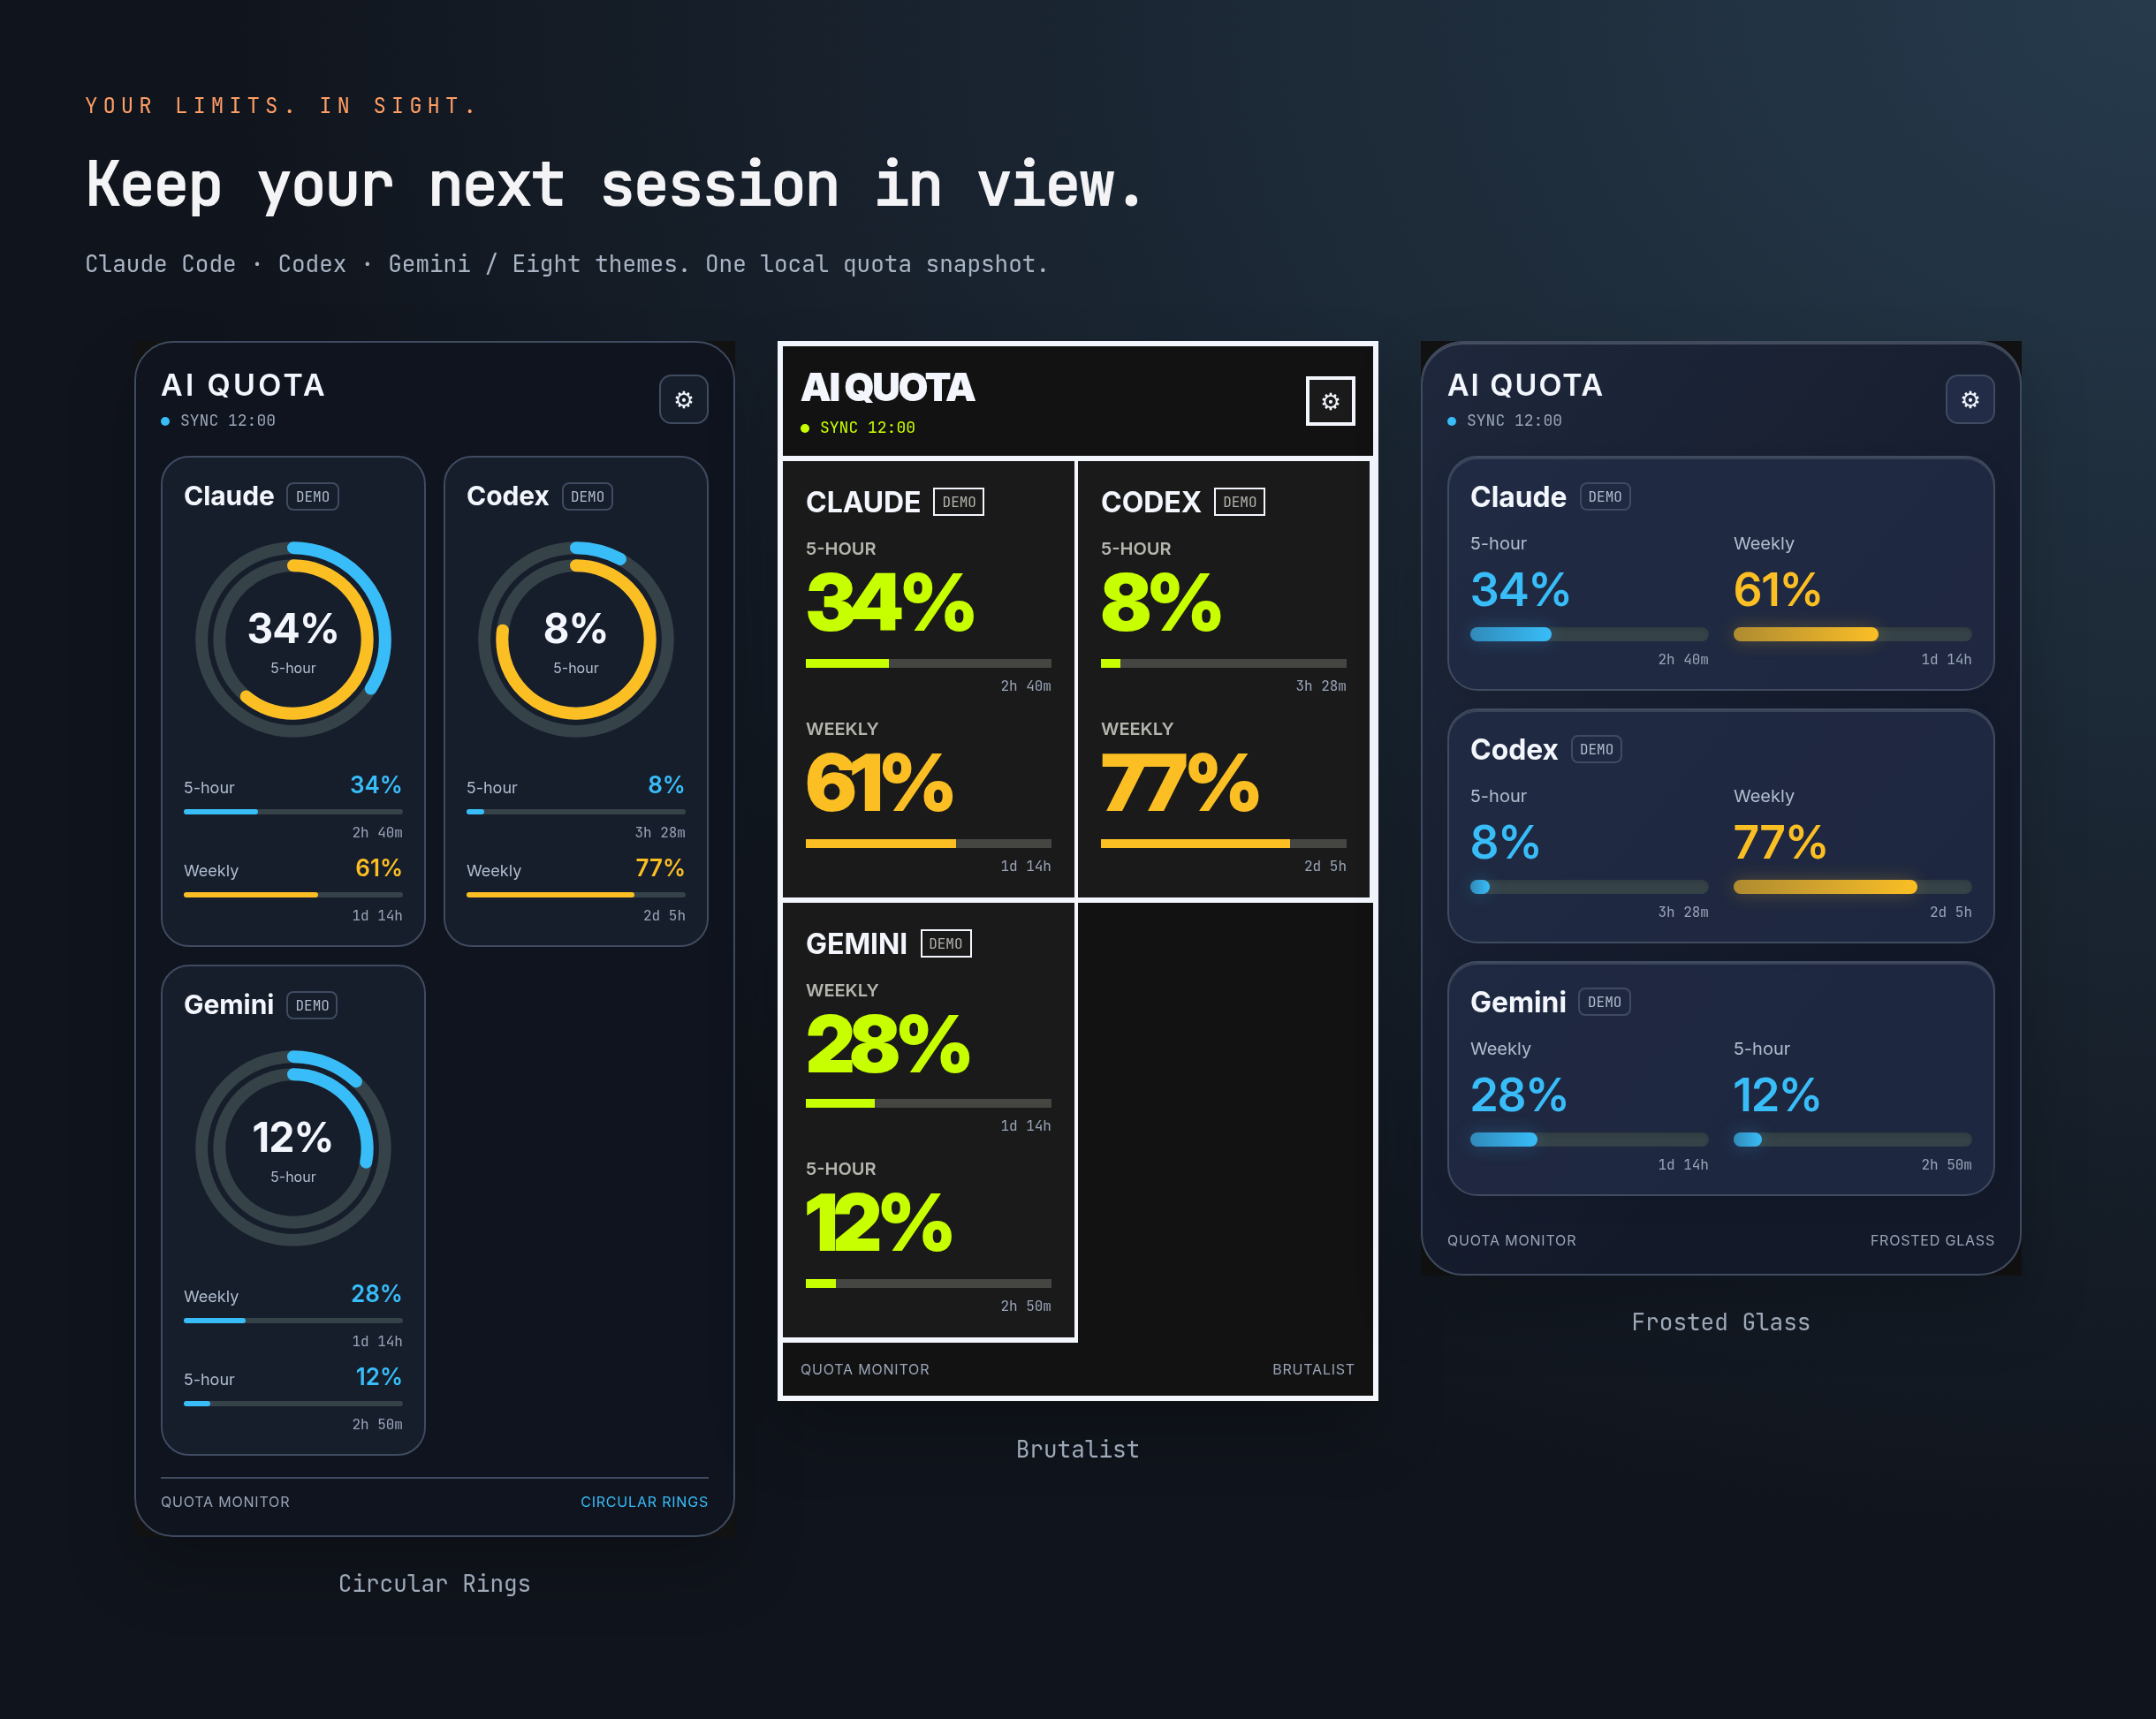 YOUR LIMITS. IN SIGHT.
Keep your next session in view.
Claude Code · Codex · Gemini / Eight themes. One local quota snapshot.
AI QUOTA
SYNC 12:00
⚙
Claude DEMO
34%
5-hour
5-hour 34%
2h 40m
Weekly 61%
1d 14h
Codex DEMO
8%
5-hour
5-hour 8%
3h 28m
Weekly 77%
2d 5h
Gemini DEMO
12%
5-hour
Weekly 28%
1d 14h
5-hour 12%
2h 50m
QUOTA MONITOR CIRCULAR RINGS
Circular Rings
AI QUOTA
SYNC 12:00
⚙
CLAUDE DEMO
5-HOUR
34%
2h 40m
WEEKLY
61%
1d 14h
CODEX DEMO
5-HOUR
8%
3h 28m
WEEKLY
77%
2d 5h
GEMINI DEMO
WEEKLY
28%
1d 14h
5-HOUR
12%
2h 50m
QUOTA MONITOR BRUTALIST
Brutalist
AI QUOTA
SYNC 12:00
⚙
Claude DEMO
5-hour Weekly
34% 61%
2h 40m 1d 14h
Codex DEMO
5-hour Weekly
8% 77%
3h 28m 2d 5h
Gemini DEMO
Weekly 5-hour
28% 12%
1d 14h 2h 50m
QUOTA MONITOR FROSTED GLASS
Frosted Glass